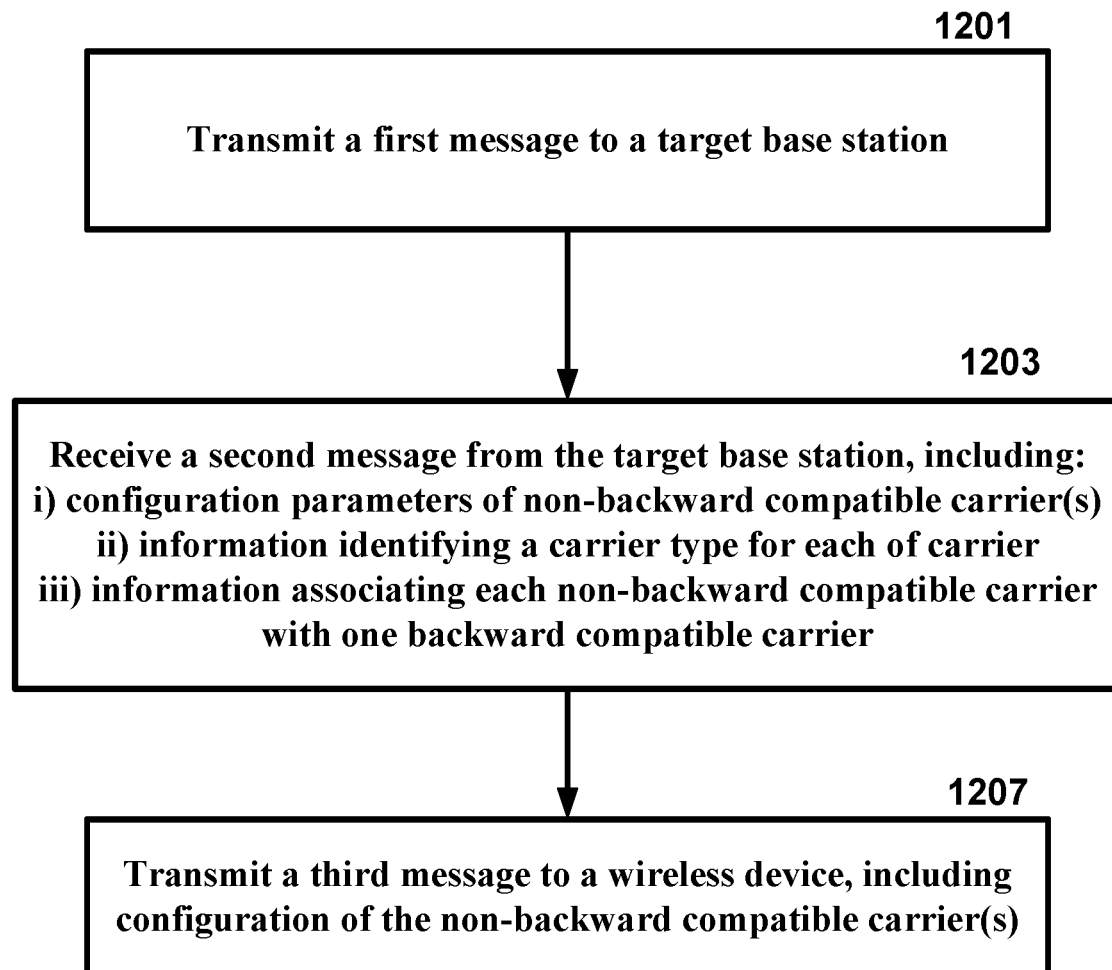 1201
Transmit a first message to a target base station
1203
Receive a second message from the target base station, including:
i) configuration parameters of non-backward compatible carrier(s)
ii) information identifying a carrier type for each of carrier
iii) information associating each non-backward compatible carrier
with one backward compatible carrier
1207
Transmit a third message to a wireless device, including
configuration of the non-backward compatible carrier(s)